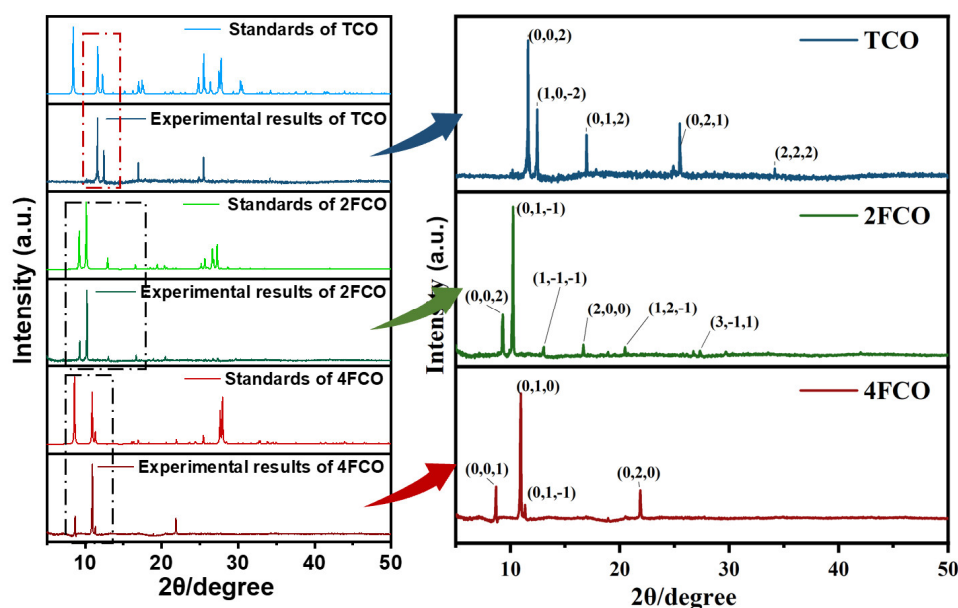 Standards of TCO
Experimental results of TCO
Standards of 2FCO
Experimental results of 2FCO
Standards of 4FCO
Experimental results of 4FCO
Intensity (a.u.)
10 20 30 40 50
2θ/degree
TCO
(0,0,2)
(1,0,-2)
(0,1,2)
(0,2,1)
(2,2,2)
2FCO
(0,1,-1)
(0,0,2)
(1,-1,-1)
(2,0,0)
(1,2,-1)
(3,-1,1)
4FCO
(0,1,0)
(0,0,1)
(0,1,-1)
(0,2,0)
Intensity (a.u.)
10 20 30 40 50
2θ/degree